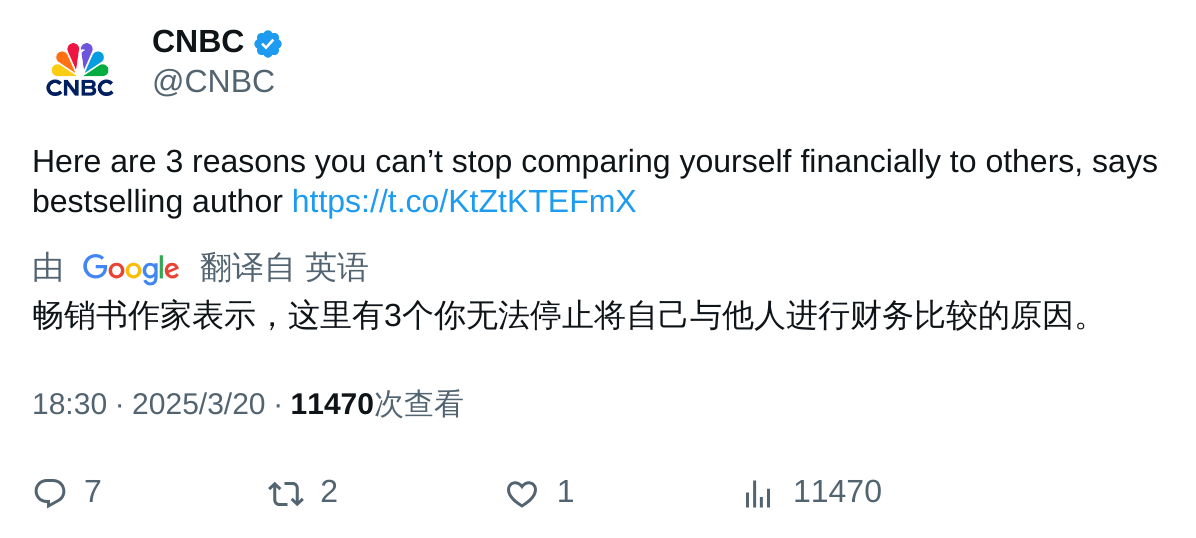 CNBC
CNBC
@CNBC
Here are 3 reasons you can’t stop comparing yourself financially to others, says
bestselling author https://t.co/KtZtKTEFmX
由 Google 翻译自 英语
畅销书作家表示，这里有3个你无法停止将自己与他人进行财务比较的原因。
18:30 · 2025/3/20 · 11470次查看
7 2 1 11470